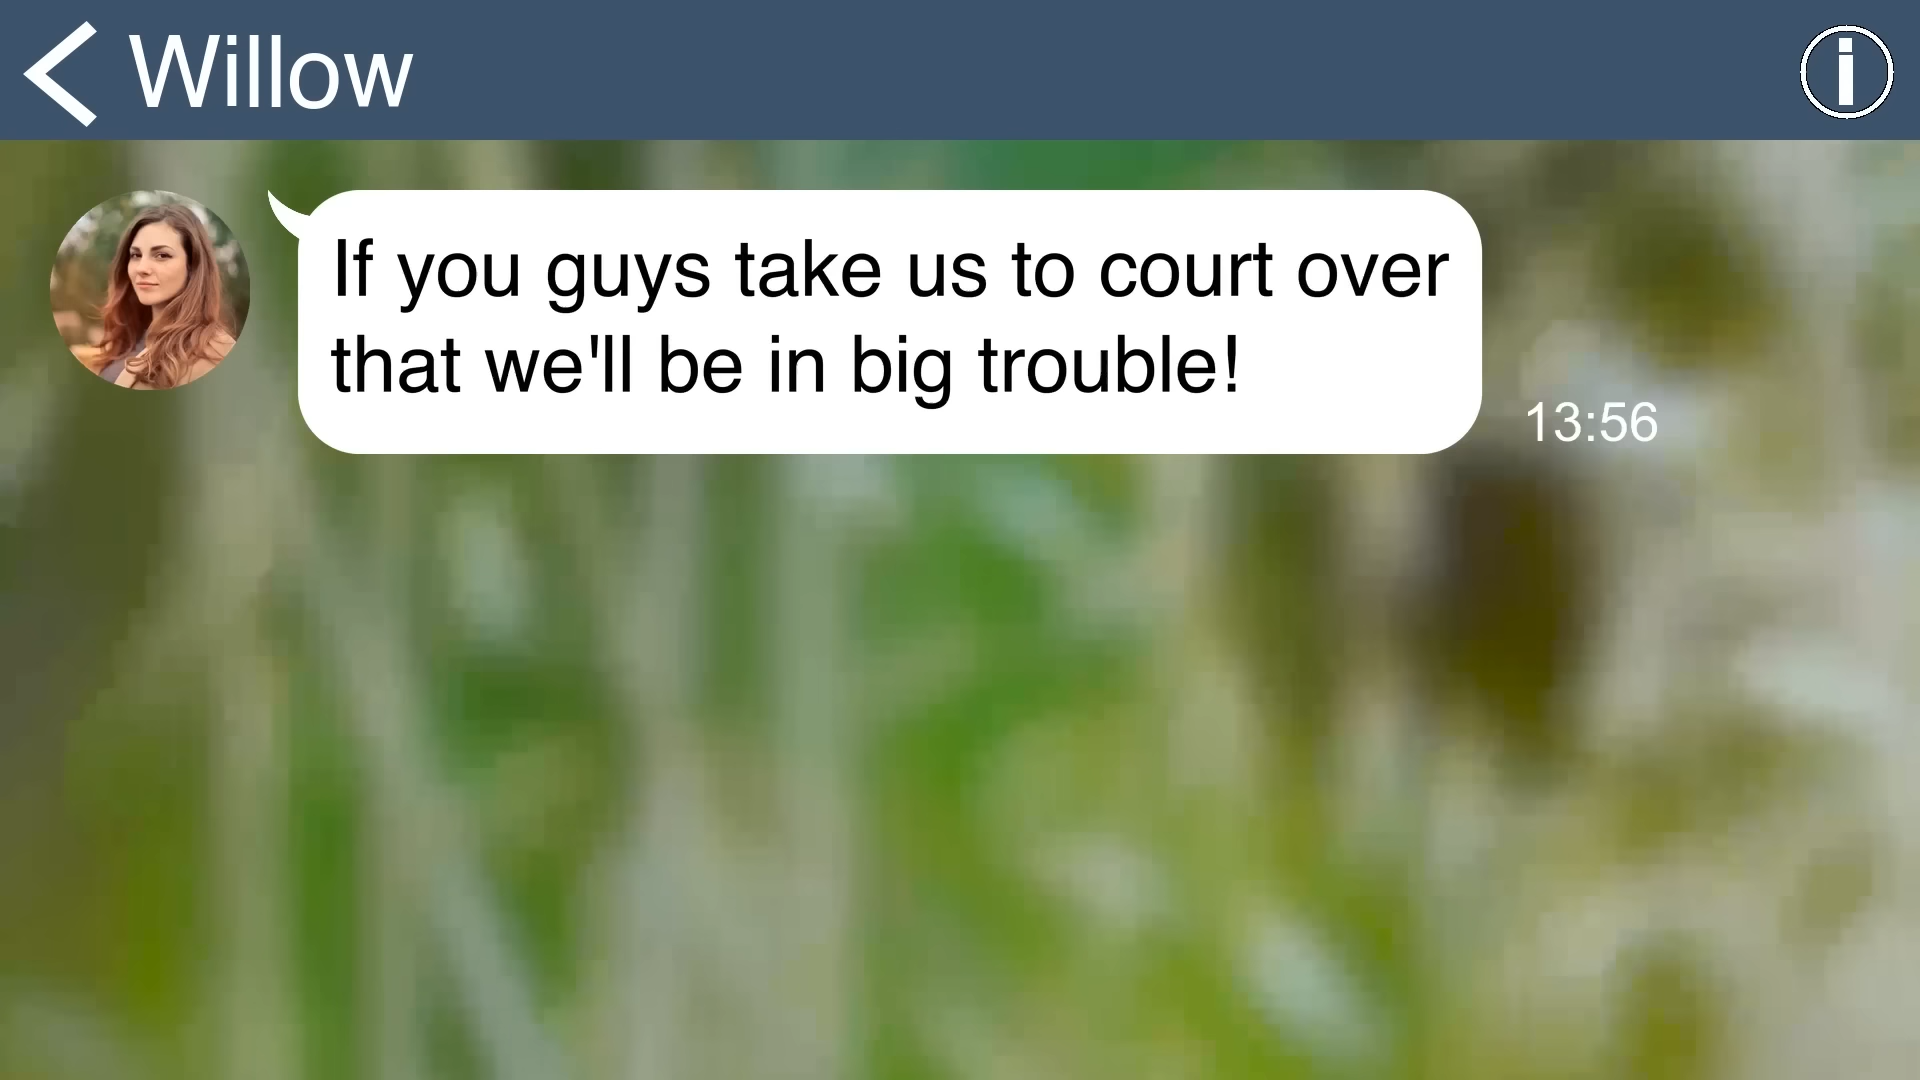 Willow
If you guys take us to court over
that we'll be in big trouble!
13:56